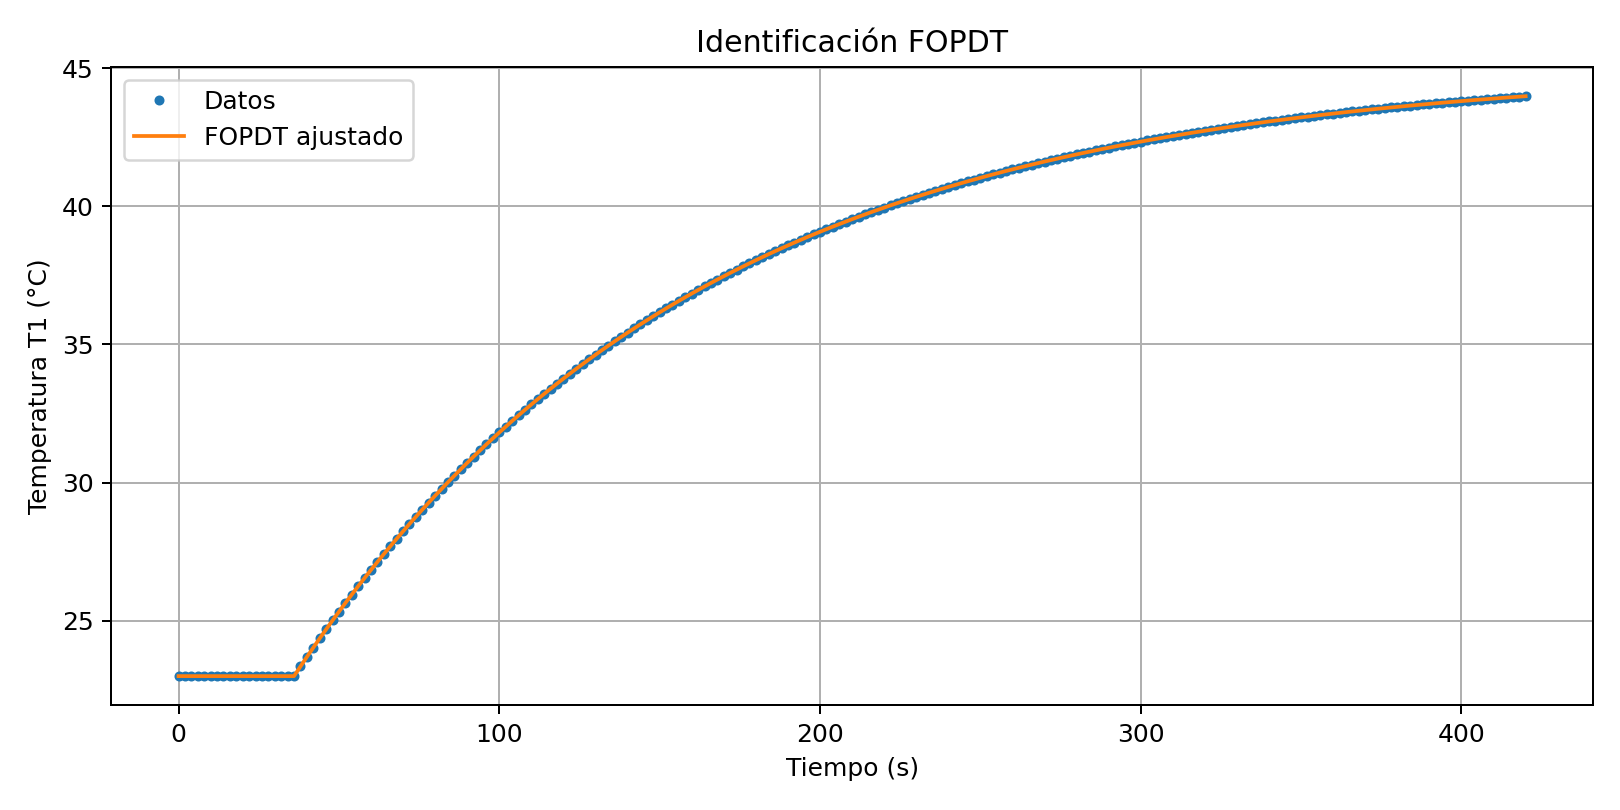 Identificación FOPDT
Datos
FOPDT ajustado
Temperatura T1 (°C)
45
40
35
30
25
0
100
200
300
400
Tiempo (s)